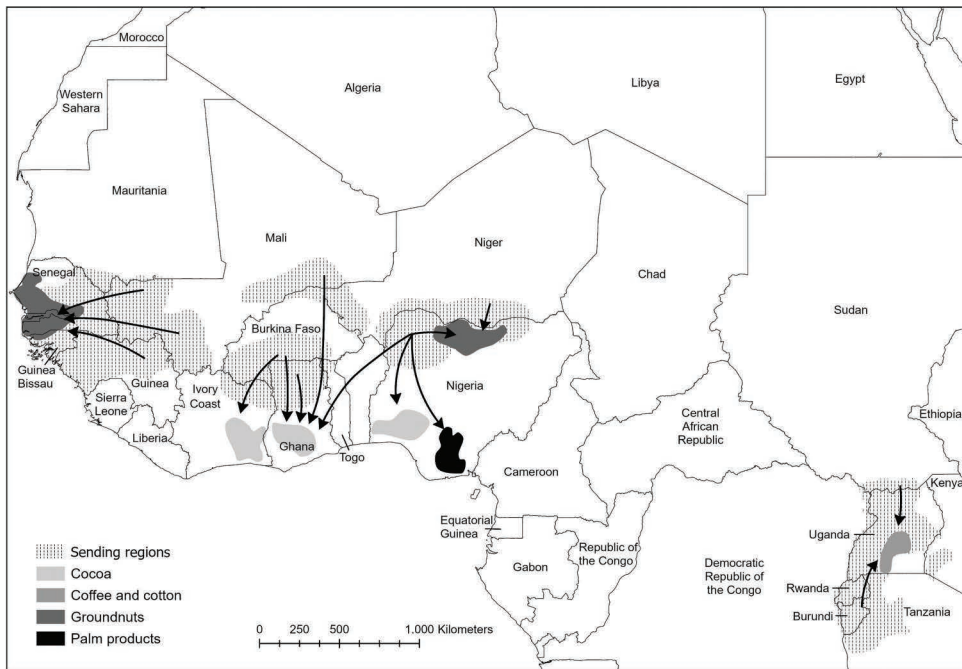 Morocco
Western
Sahara
Algeria
Libya
Egypt
Mauritania
Mali
Niger
Chad
Sudan
Senegal
Burkina Faso
Guinea
Bissau
Guinea
Sierra
Leone
Liberia
Ivory
Coast
Ghana
Togo
Nigeria
Cameroon
Central
African
Republic
Ethiopia
Kenya
Equatorial
Guinea
Gabon
Republic of
the Congo
Democratic
Republic of
the Congo
Uganda
Rwanda
Burundi
Tanzania
Sending regions
Cocoa
Coffee and cotton
Groundnuts
Palm products
0 250 500 1,000 Kilometers